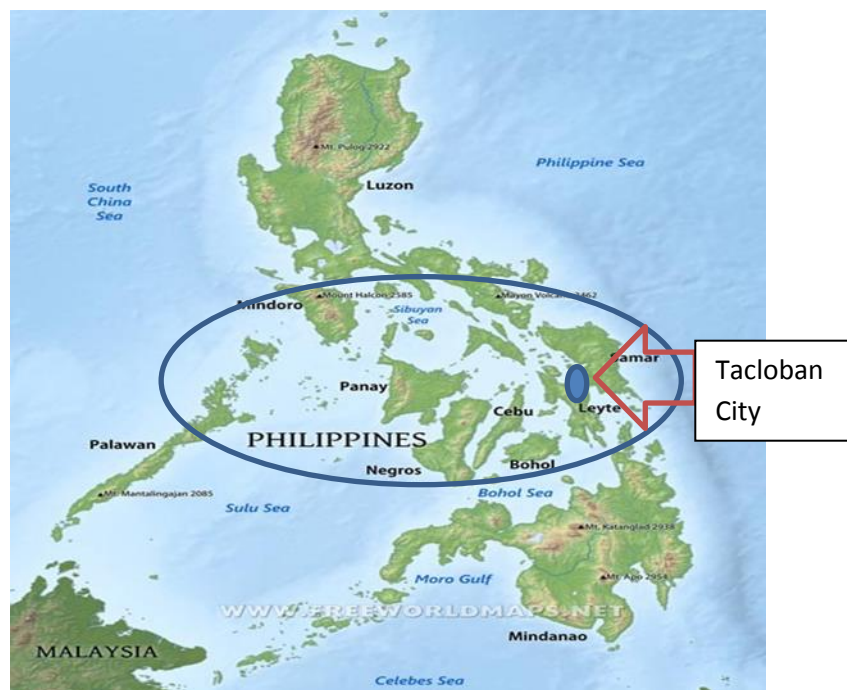 Mt. Pulog 2922
Philippine Sea
South
China
Sea
Luzon
Mount Halcon 2585
Mayon Volcano 2462
Mindoro
Sibuyan
Sea
Samar
Tacloban
City
Panay
Cebu
Leyte
PHILIPPINES
Palawan
Negros
Bohol
Mt. Mantalingajan 2085
Bohol Sea
Sulu Sea
Mt. Katanglad 2938
Moro Gulf
Mt. Apo 2954
WWW.FREEWORLDMAPS.NET
Mindanao
MALAYSIA
Celebes Sea